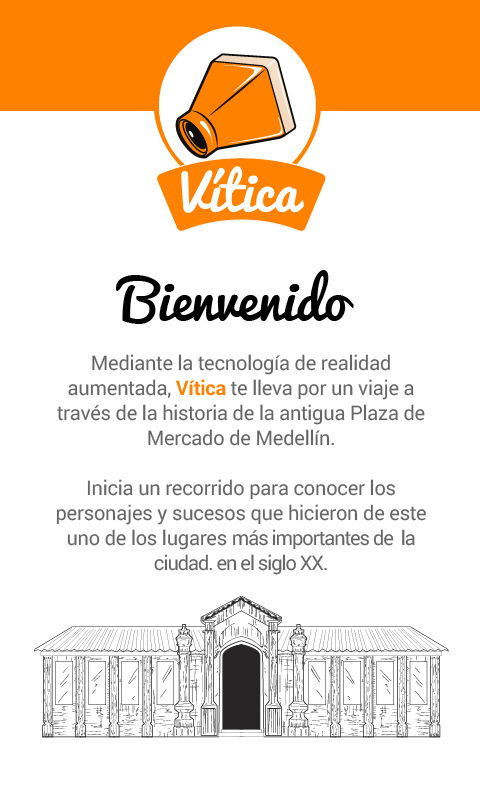 Vítica
Bienvenido
Mediante la tecnología de realidad
aumentada, Vítica te lleva por un viaje a
través de la historia de la antigua Plaza de
Mercado de Medellín.
Inicia un recorrido para conocer los
personajes y sucesos que hicieron de este
uno de los lugares más importantes de la
ciudad. en el siglo XX.